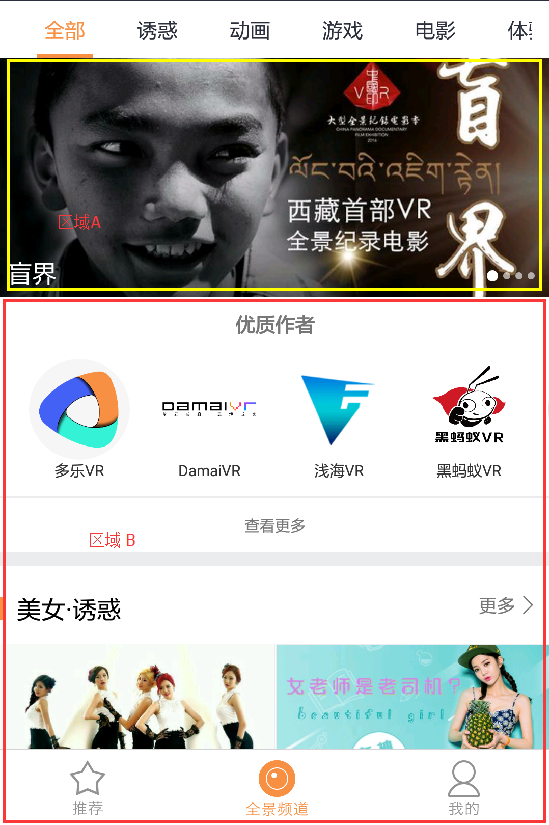 全部 诱惑 动画 游戏 电影 体
VR
大型全景纪录电影季
CHINA PANORAMA DOCUMENTARY
FILM EXHIBITION
2016
盲界
西藏首部VR
全景纪录电影
区域A
盲界
优质作者
Damaivr
黑蚂蚁VR
多乐VR DamaiVR 浅海VR 黑蚂蚁VR
查看更多
区域 B
美女·诱惑 更多
女老师是老司机?
beautiful girl
推荐 全景频道 我的